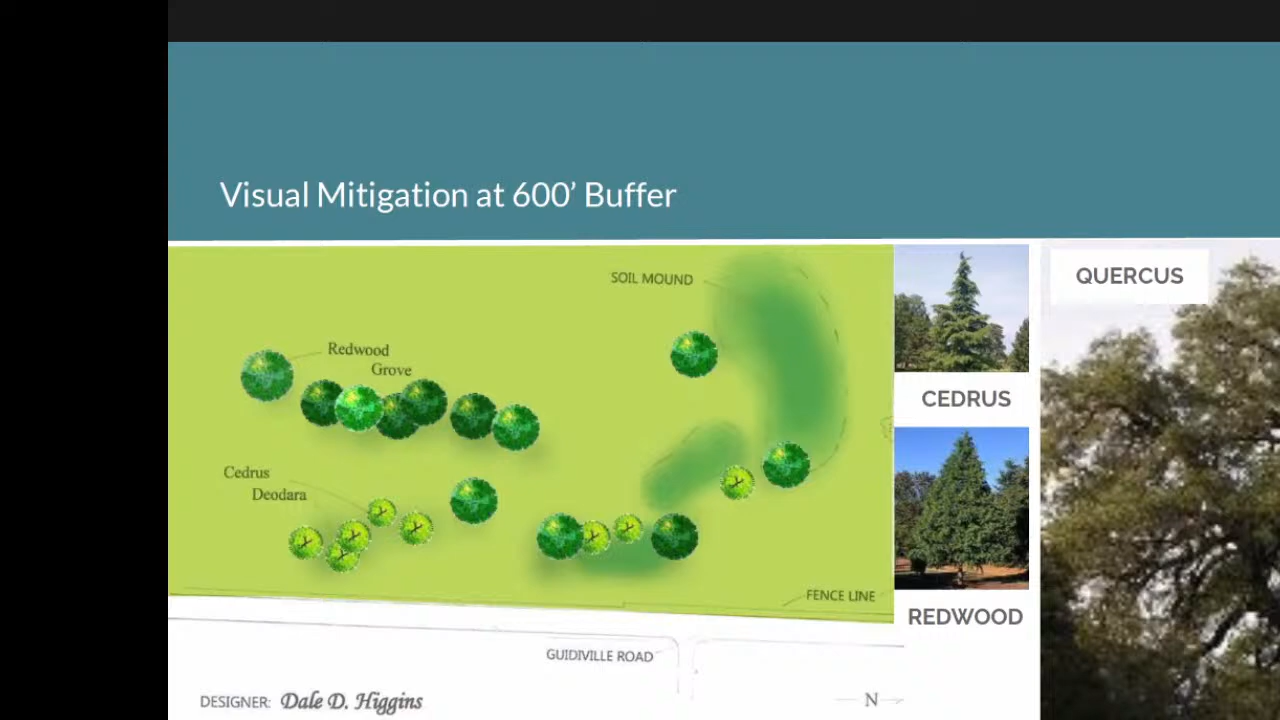 Visual Mitigation at 600’ Buffer
SOIL MOUND
QUERCUS
Redwood
Grove
CEDRUS
Cedrus
Deodara
FENCE LINE
REDWOOD
GUIDIVILLE ROAD
DESIGNER: Dale D. Higgins
N